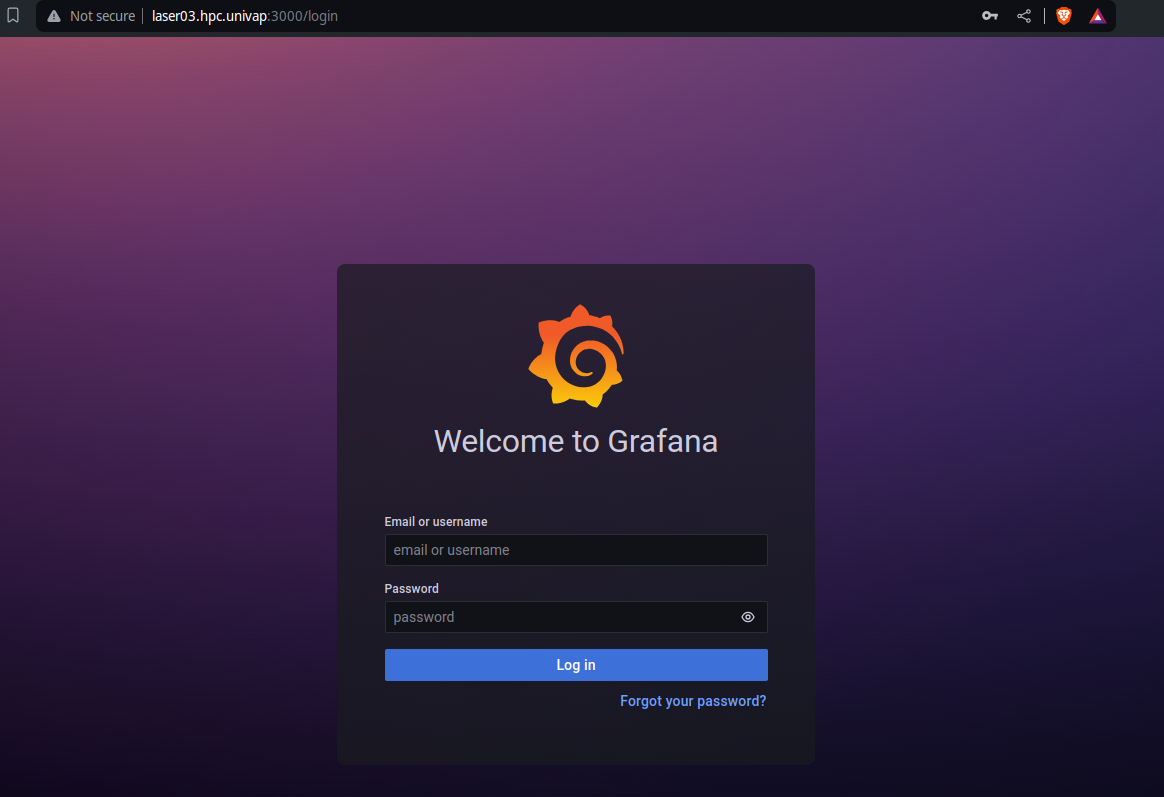 Not secure laser03.hpc.univap:3000/login
Welcome to Grafana
Email or username
email or username
Password
password
Log in
Forgot your password?